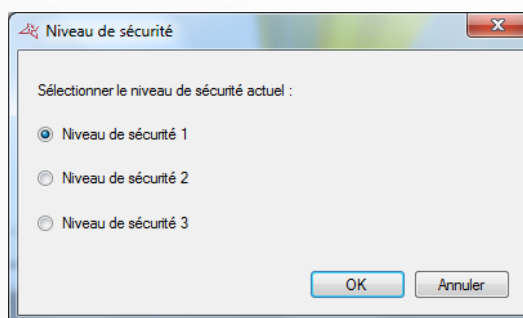 Niveau de sécurité
Sélectionner le niveau de sécurité actuel :
Niveau de sécurité 1
Niveau de sécurité 2
Niveau de sécurité 3
OK Annuler